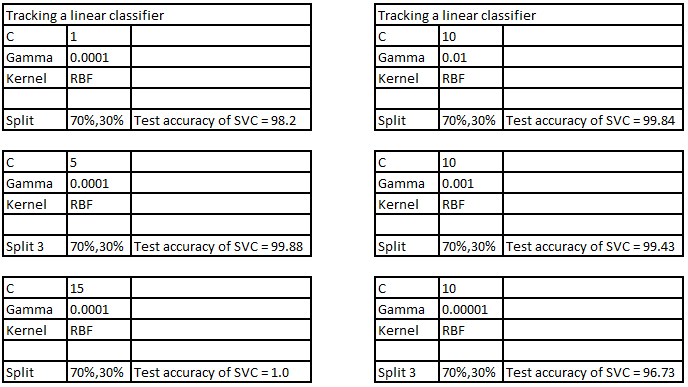 Tracking a linear classifier
C 1
Gamma 0.0001
Kernel RBF
Split 70%,30% Test accuracy of SVC = 98.2
C 5
Gamma 0.0001
Kernel RBF
Split 3 70%,30% Test accuracy of SVC = 99.88
C 15
Gamma 0.0001
Kernel RBF
Split 70%,30% Test accuracy of SVC = 1.0
Tracking a linear classifier
C 10
Gamma 0.01
Kernel RBF
Split 70%,30% Test accuracy of SVC = 99.84
C 10
Gamma 0.001
Kernel RBF
Split 70%,30% Test accuracy of SVC = 99.43
C 10
Gamma 0.00001
Kernel RBF
Split 3 70%,30% Test accuracy of SVC = 96.73